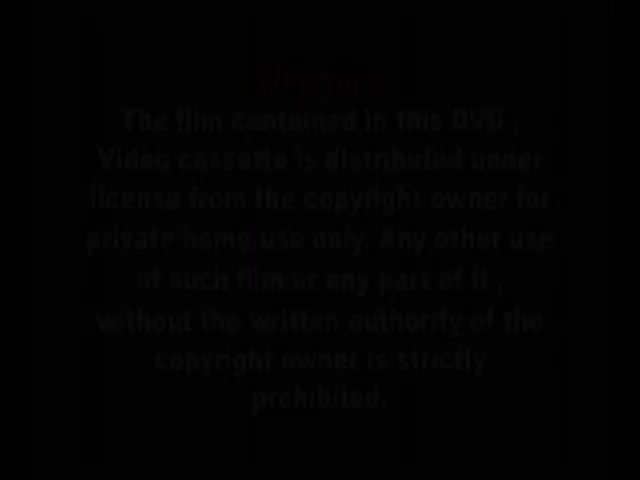 Warning
The film contained in this DVD ,
Video cassette is distributed under
license from the copyright owner for
private home use only. Any other use
of such film or any part of it ,
without the written authority of the
copyright owner is strictly
prohibited.